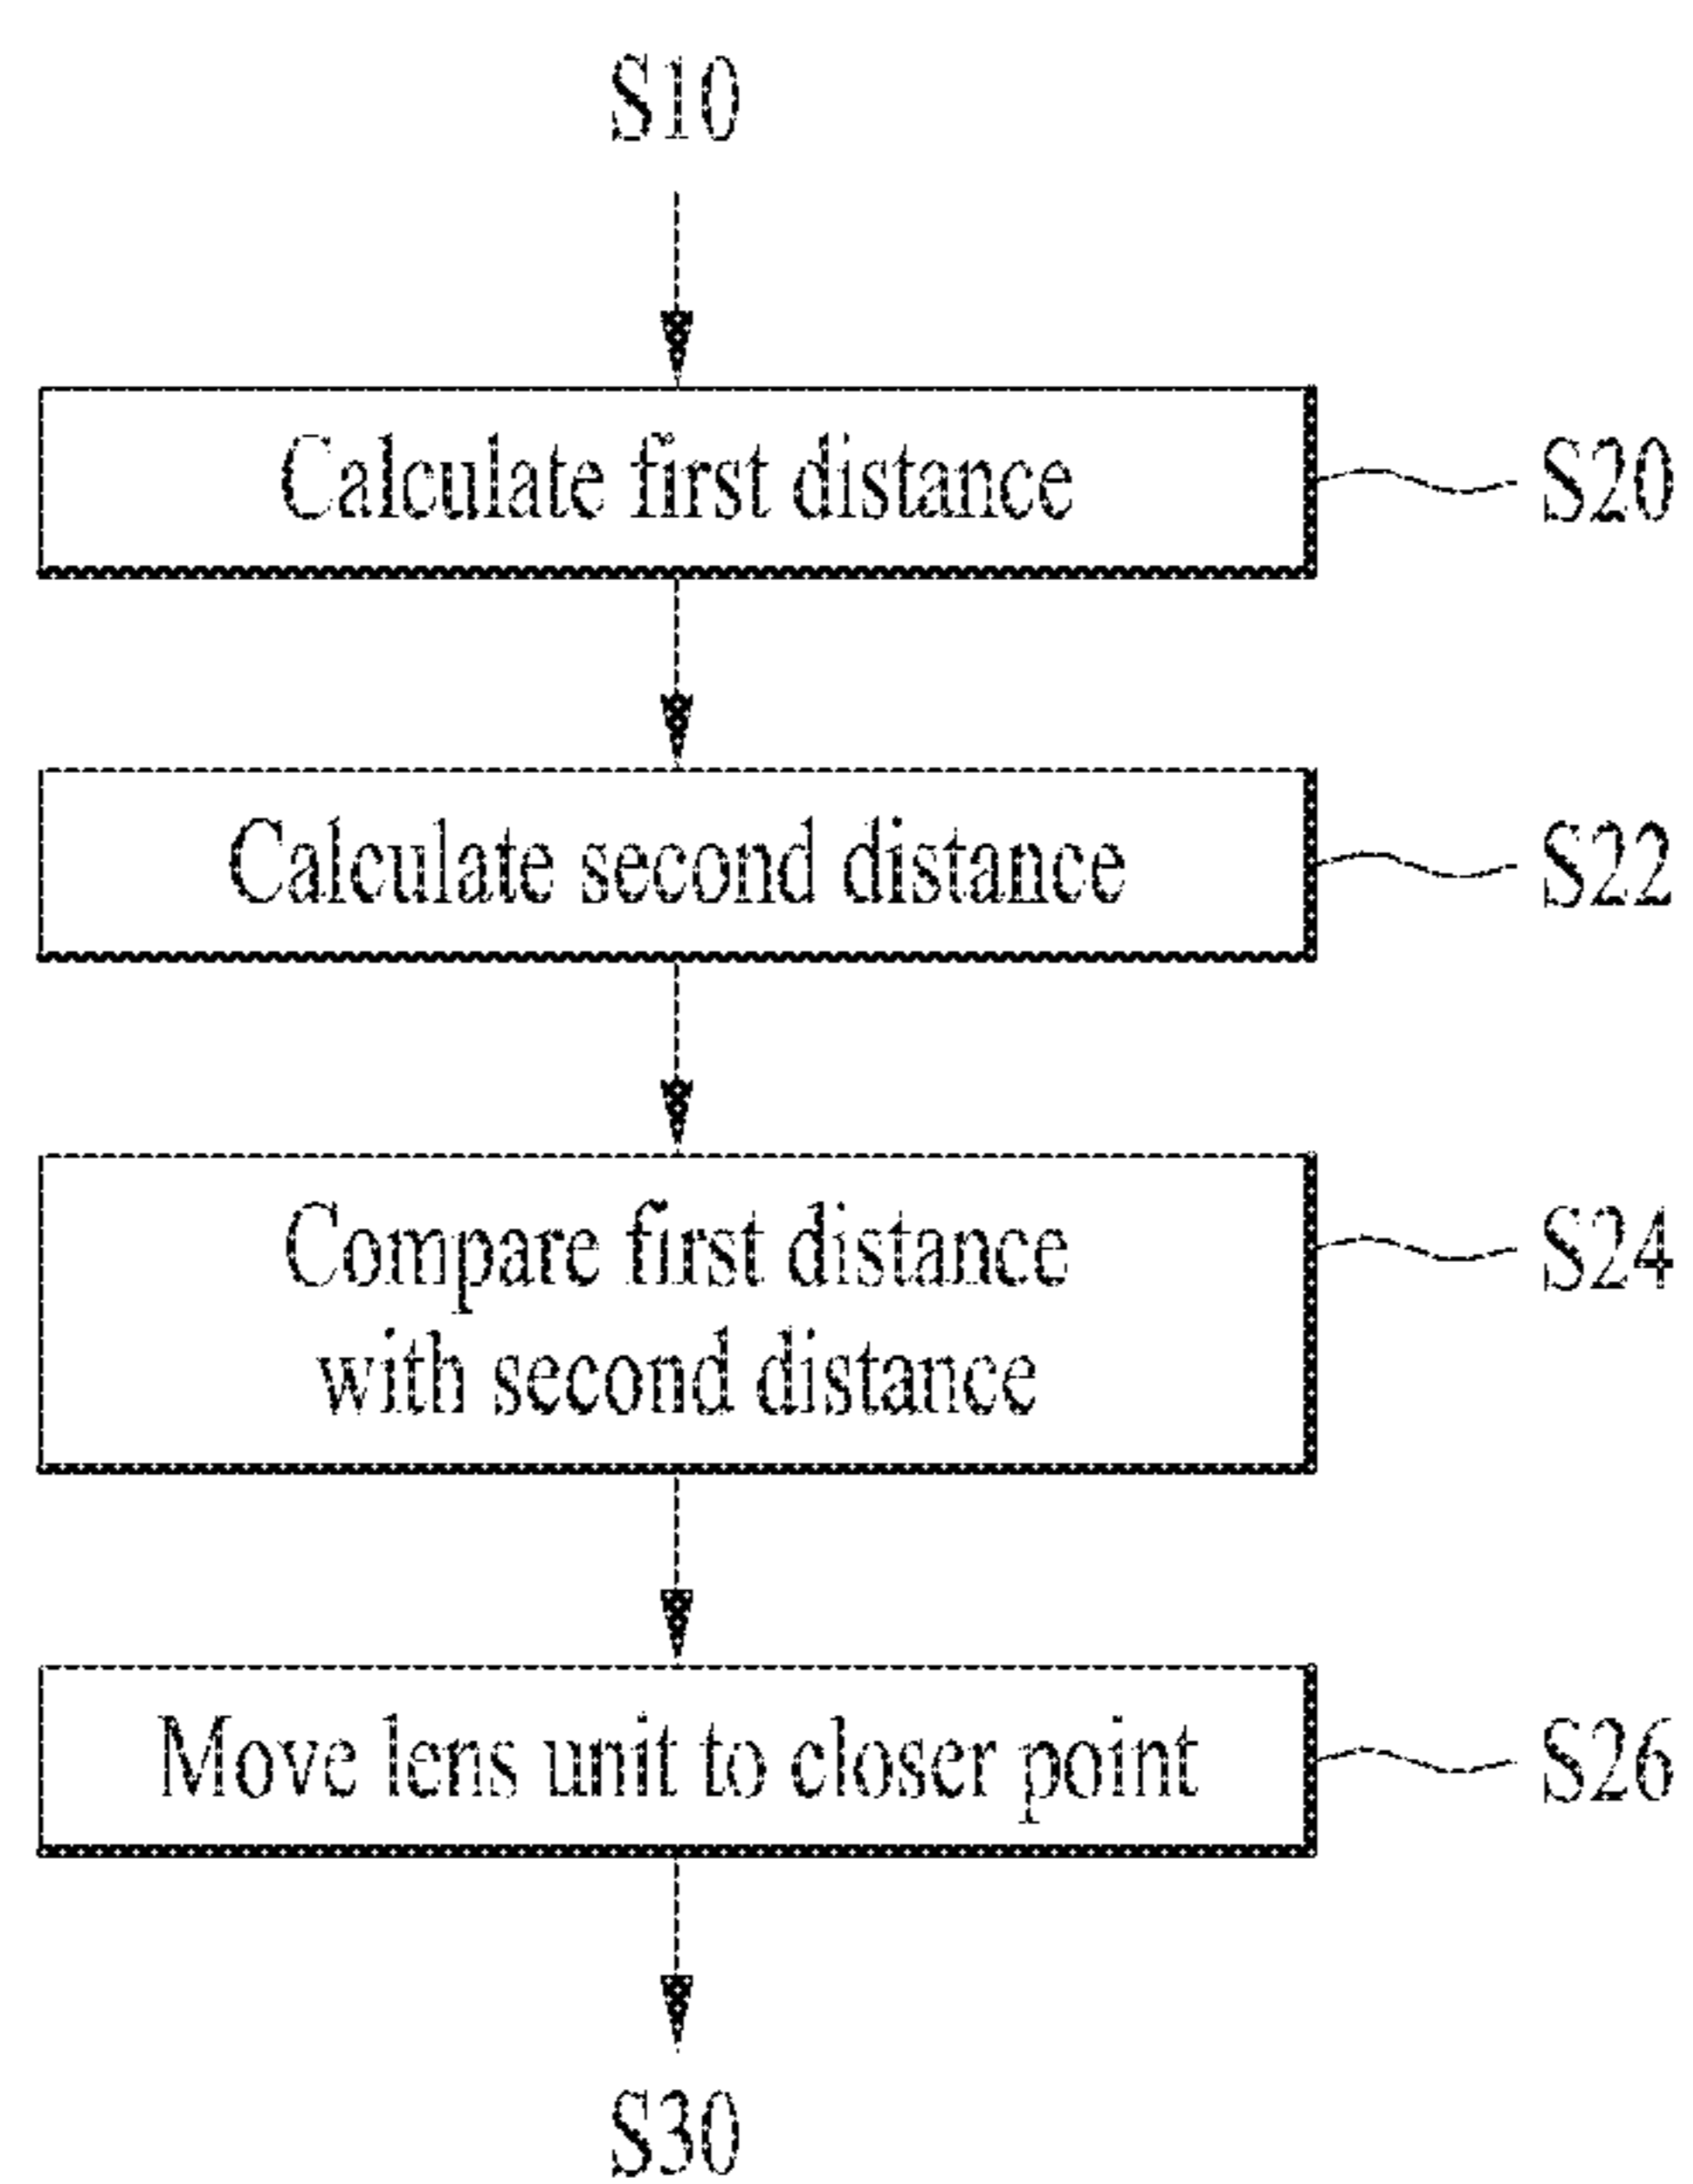 S10
Calculate first distance
S20
Calculate second distance
S22
Compare first distance
with second distance
S24
Move lens unit to closer point
S26
S30